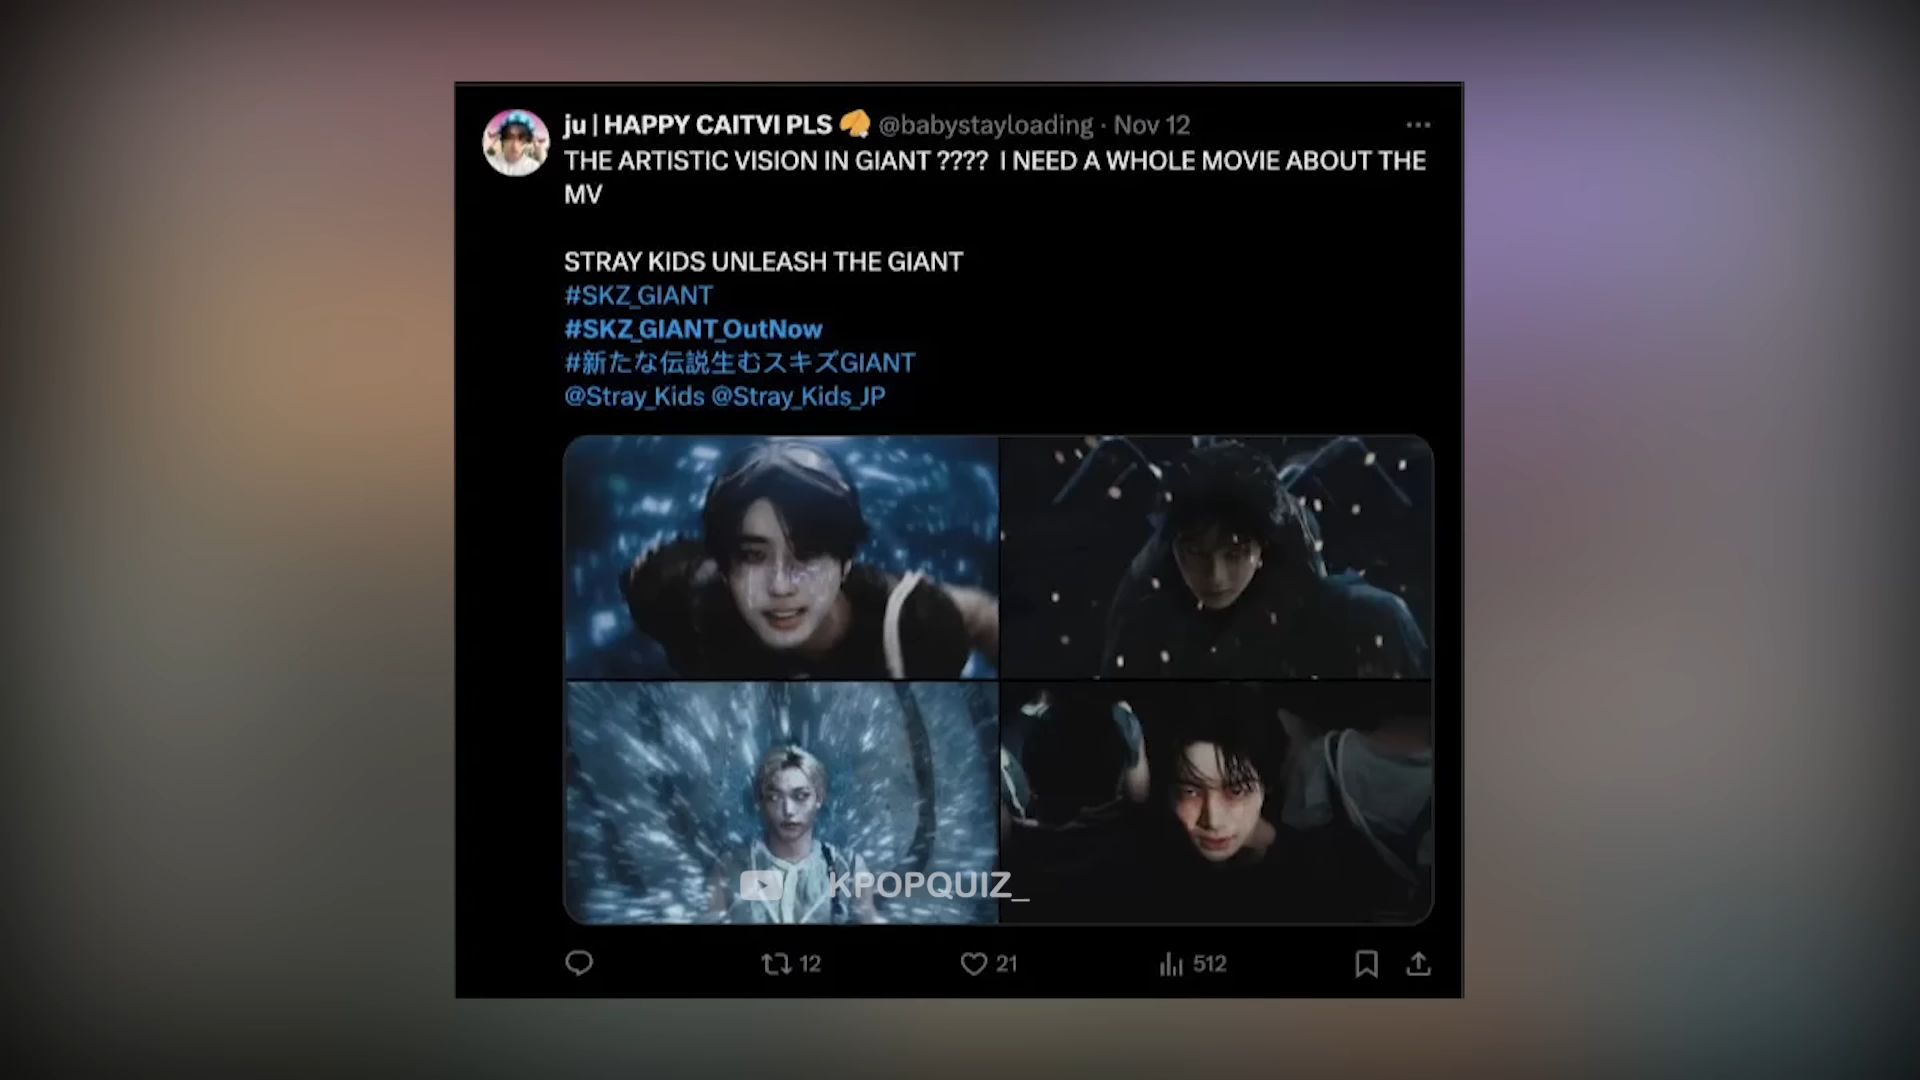 ju | HAPPY CAITVI PLS @babystayloading · Nov 12
THE ARTISTIC VISION IN GIANT ???? I NEED A WHOLE MOVIE ABOUT THE
MV
STRAY KIDS UNLEASH THE GIANT
#SKZ_GIANT
#SKZ_GIANT_OutNow
#新たな伝説生むスキズGIANT
@Stray_Kids @Stray_Kids_JP
KPOPQUIZ_
12 21 512